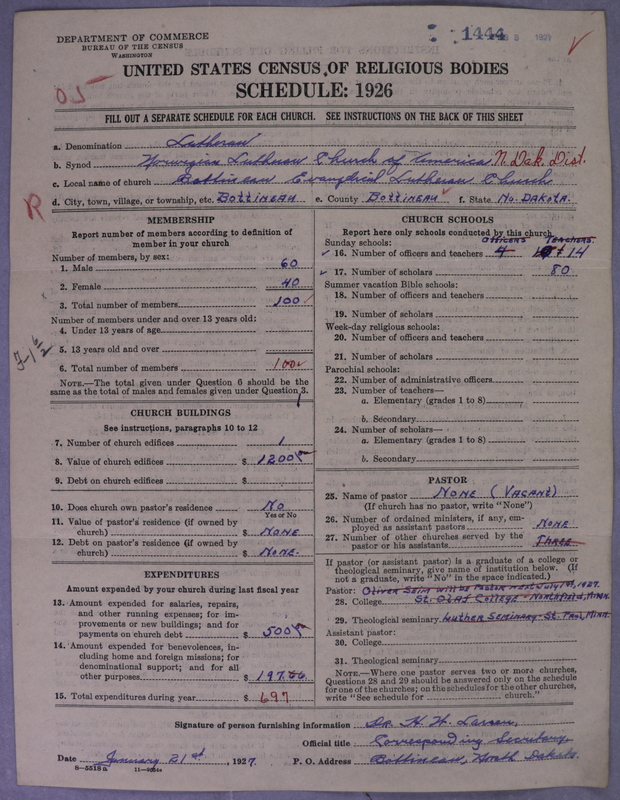 DEPARTMENT OF COMMERCE
BUREAU OF THE CENSUS
WASHINGTON
1444
UNITED STATES CENSUS OF RELIGIOUS BODIES
SCHEDULE: 1926
FILL OUT A SEPARATE SCHEDULE FOR EACH CHURCH. SEE INSTRUCTIONS ON THE BACK OF THIS SHEET
a. Denomination Lutheran
b. Synod Norwegian Lutheran Church of America N. Dak. Dist.
c. Local name of church Bottineau Evangelical Lutheran Church
d. City, town, village, or township, etc. Bottineau e. County Bottineau f. State No. Dakota.
R
MEMBERSHIP
Report number of members according to definition of member in your church
Number of members, by sex:
1. Male 60
2. Female 40
3. Total number of members 100
Number of members under and over 13 years old:
4. Under 13 years of age
5. 13 years old and over
6. Total number of members 100
NOTE.—The total given under Question 6 should be the same as the total of males and females given under Question 3.
CHURCH BUILDINGS
See instructions, paragraphs 10 to 12
7. Number of church edifices 1
8. Value of church edifices $ 1200
9. Debt on church edifices $
10. Does church own pastor's residence No
Yes or No
11. Value of pastor's residence (if owned by church) $ None
12. Debt on pastor's residence (if owned by church) $ None.
EXPENDITURES
Amount expended by your church during last fiscal year
13. Amount expended for salaries, repairs, and other running expenses; for improvements or new buildings; and for payments on church debt $ 500
14. Amount expended for benevolences, including home and foreign missions; for denominational support; and for all other purposes $ 197.
15. Total expenditures during year $ 697
CHURCH SCHOOLS
Report here only schools conducted by this church
Sunday schools: Officers Teachers
16. Number of officers and teachers 4 14
17. Number of scholars 80
Summer vacation Bible schools:
18. Number of officers and teachers
19. Number of scholars
Week-day religious schools:
20. Number of officers and teachers
21. Number of scholars
Parochial schools:
22. Number of administrative officers
23. Number of teachers—
a. Elementary (grades 1 to 8)
b. Secondary
24. Number of scholars—
a. Elementary (grades 1 to 8)
b. Secondary
PASTOR
25. Name of pastor None (Vacant)
(If church has no pastor, write "None")
26. Number of ordained ministers, if any, employed as assistant pastors None
27. Number of other churches served by the pastor or his assistants Three
If pastor (or assistant pastor) is a graduate of a college or theological seminary, give name of institution below. (If not a graduate, write "No" in the space indicated.)
Pastor: Oliver Seim will be Pastor next July 1st, 1927.
28. College St. Olaf College - Northfield, Minn.
29. Theological seminary Luther Seminary - St. Paul, Minn.
Assistant pastor:
30. College
31. Theological seminary
NOTE.—Where one pastor serves two or more churches, Questions 28 and 29 should be answered only on the schedule for one of the churches; on the schedules for the other churches, write "See schedule for church."
Signature of person furnishing information Dr. H. W. Larsen,
Official title Corresponding Secretary,
Date January 21st, 1927. P. O. Address Bottineau, North Dakota.
8—5518a